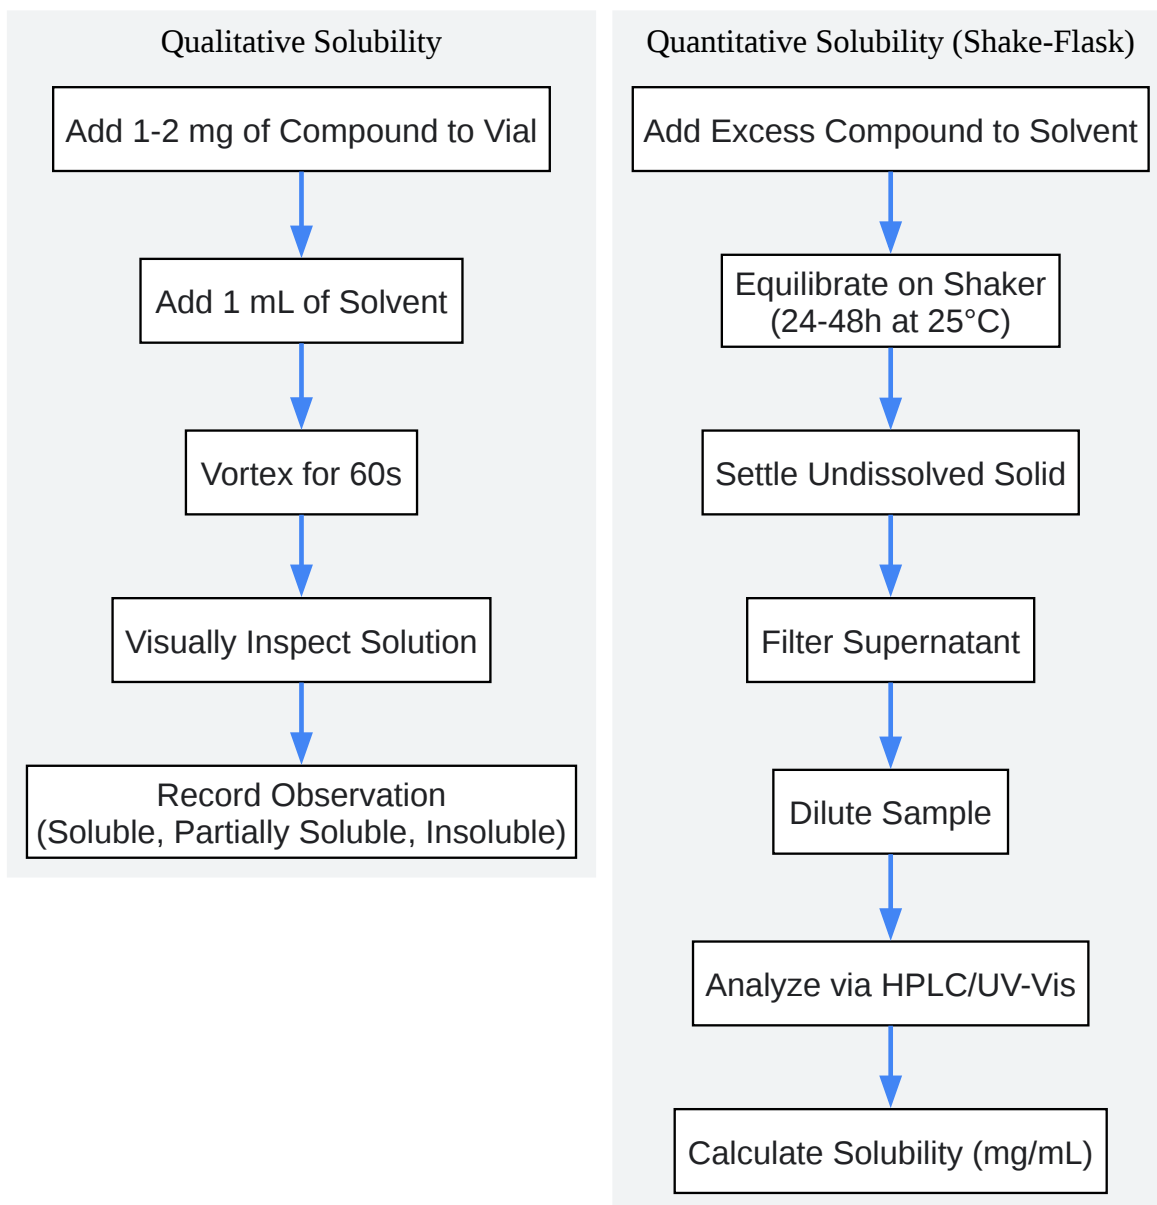 Qualitative Solubility
Add 1-2 mg of Compound to Vial
Add 1 mL of Solvent
Vortex for 60s
Visually Inspect Solution
Record Observation
(Soluble, Partially Soluble, Insoluble)
Quantitative Solubility (Shake-Flask)
Add Excess Compound to Solvent
Equilibrate on Shaker
(24-48h at 25°C)
Settle Undissolved Solid
Filter Supernatant
Dilute Sample
Analyze via HPLC/UV-Vis
Calculate Solubility (mg/mL)